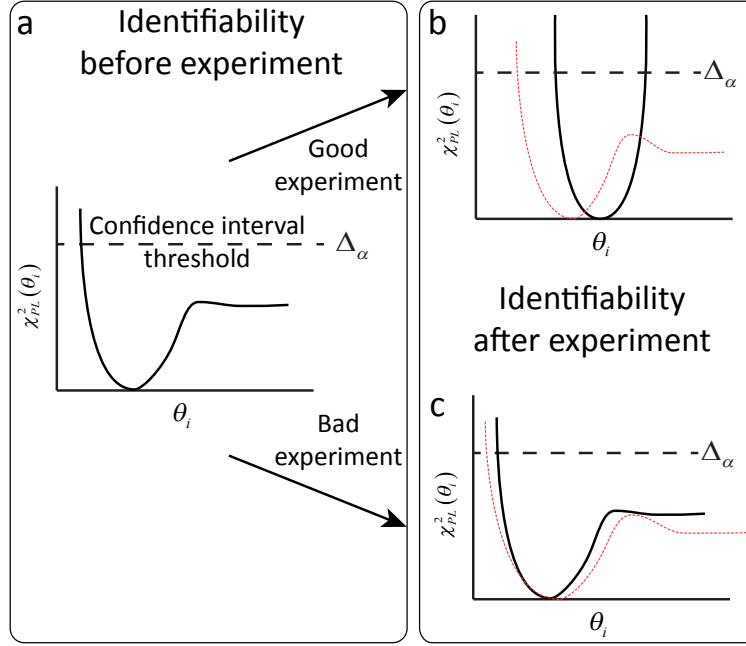 a
Identifiability
before experiment
Good
experiment
Confidence interval
threshold
Δα
χ²PL(θi)
θi
Bad
experiment
b
Δα
χ²PL(θi)
θi
Identifiability
after experiment
c
Δα
χ²PL(θi)
θi